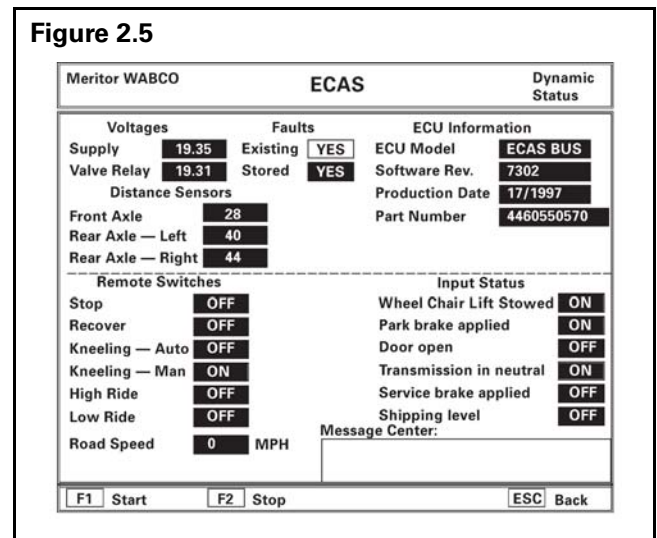 Figure 2.5
Meritor WABCO ECAS Dynamic Status
Voltages Faults ECU Information
Supply 19.35 Existing YES ECU Model ECAS BUS
Valve Relay 19.31 Stored YES Software Rev. 7302
Distance Sensors Production Date 17/1997
Front Axle 28 Part Number 4460550570
Rear Axle — Left 40
Rear Axle — Right 44
Remote Switches Input Status
Stop OFF Wheel Chair Lift Stowed ON
Recover OFF Park brake applied ON
Kneeling — Auto OFF Door open OFF
Kneeling — Man ON Transmission in neutral ON
High Ride OFF Service brake applied OFF
Low Ride OFF Shipping level OFF
Message Center:
Road Speed 0 MPH
F1 Start F2 Stop ESC Back